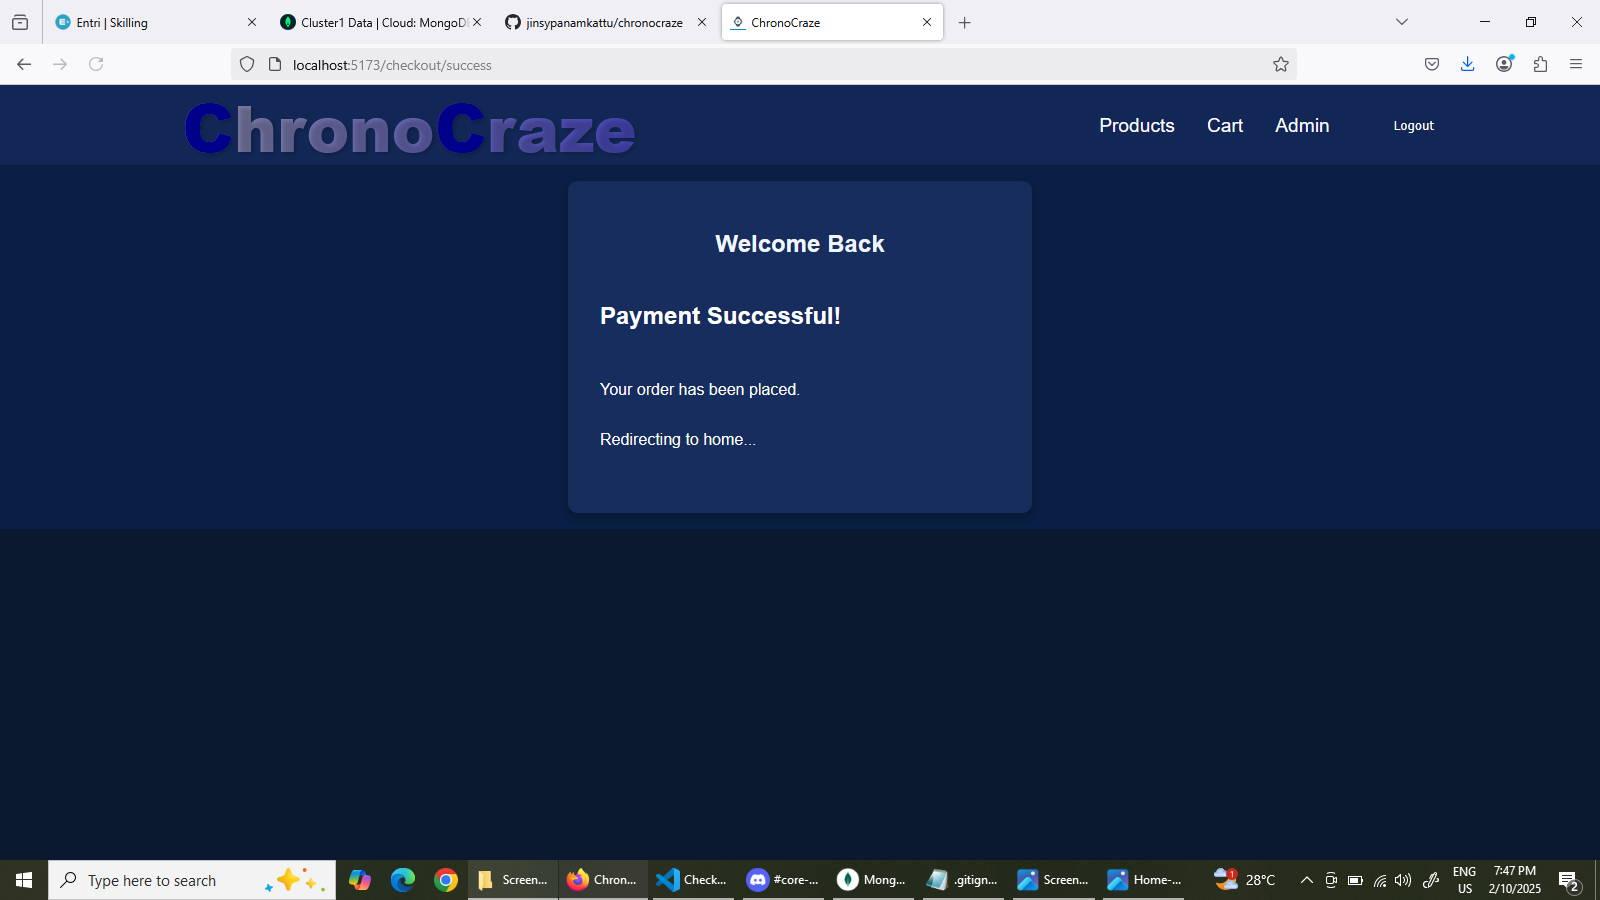 Entri | Skilling
Cluster1 Data | Cloud: MongoDB
jinsypanamkattu/chronocraze
ChronoCraze
localhost:5173/checkout/success
ChronoCraze
Products
Cart
Admin
Logout
Welcome Back
Payment Successful!
Your order has been placed.
Redirecting to home...
Type here to search
Screen...
Chron...
Check...
#core-...
Mong...
.gitign...
Screen...
Home-...
1
28°C
ENG
US
7:47 PM
2/10/2025
2